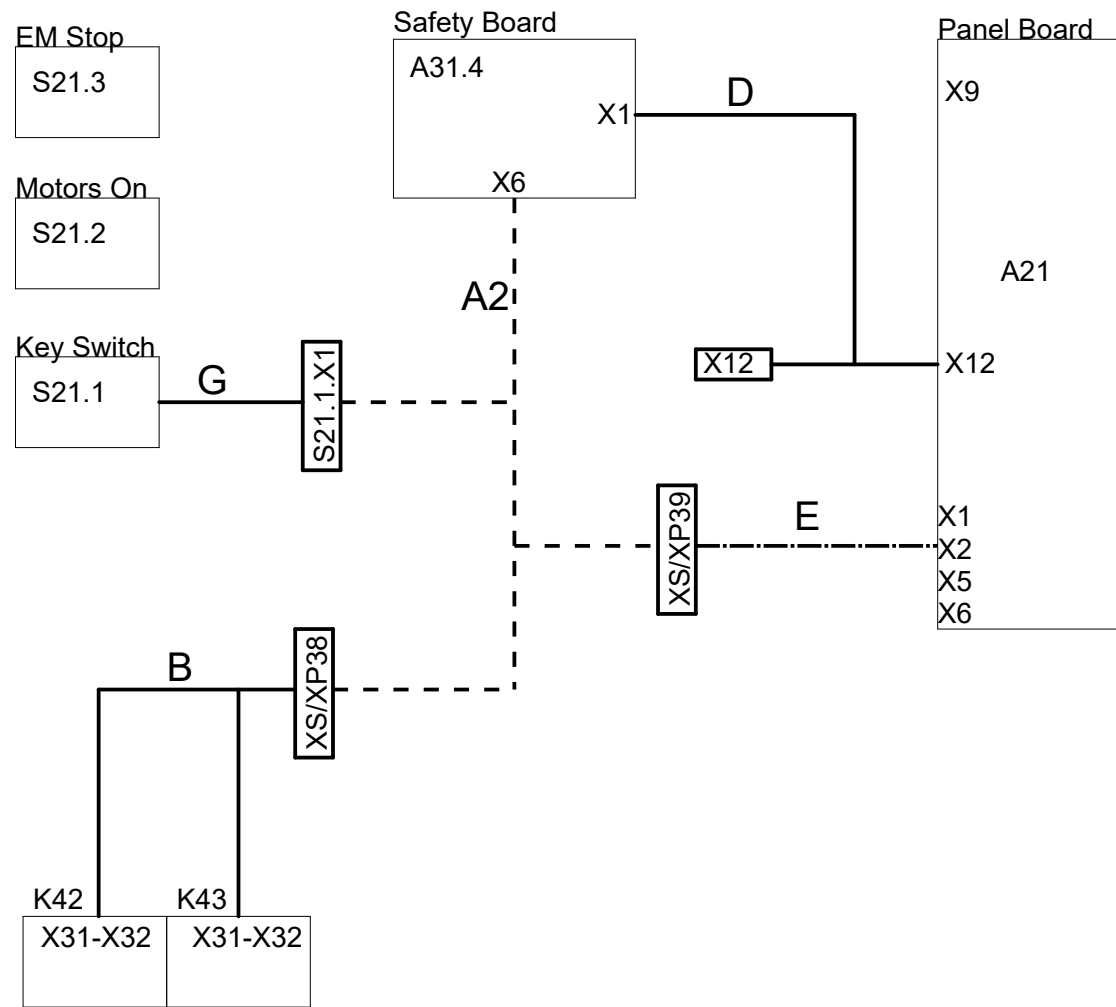 EM Stop
S21.3
Motors On
S21.2
Key Switch
S21.1
G
S21.1.X1
Safety Board
A31.4
X1
X6
A2
D
Panel Board
X9
A21
X12
X12
XS/XP39
E
X1
X2
X5
X6
B
XS/XP38
K42
X31-X32
K43
X31-X32